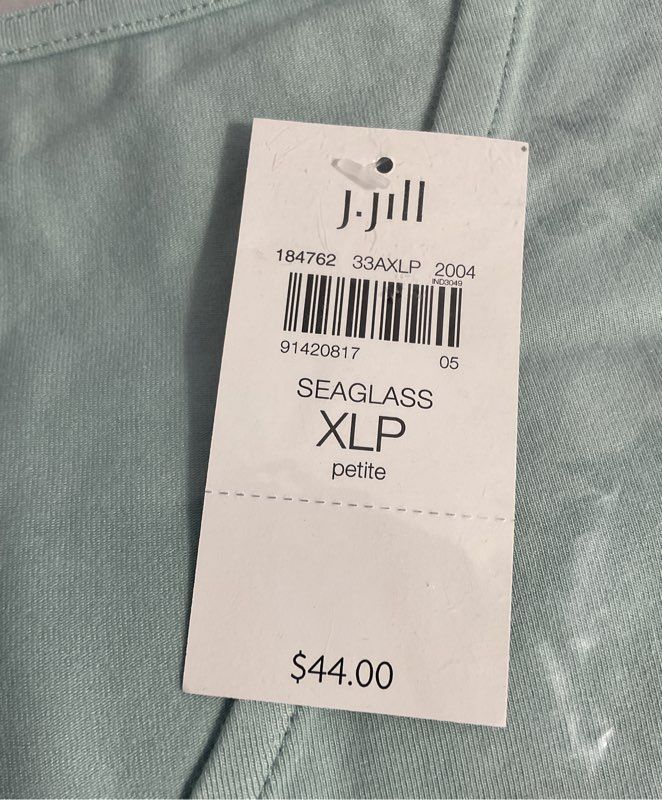 J.Jill
184762 33AXLP 2004
IND3049
91420817 05
SEAGLASS
XLP
petite
$44.00